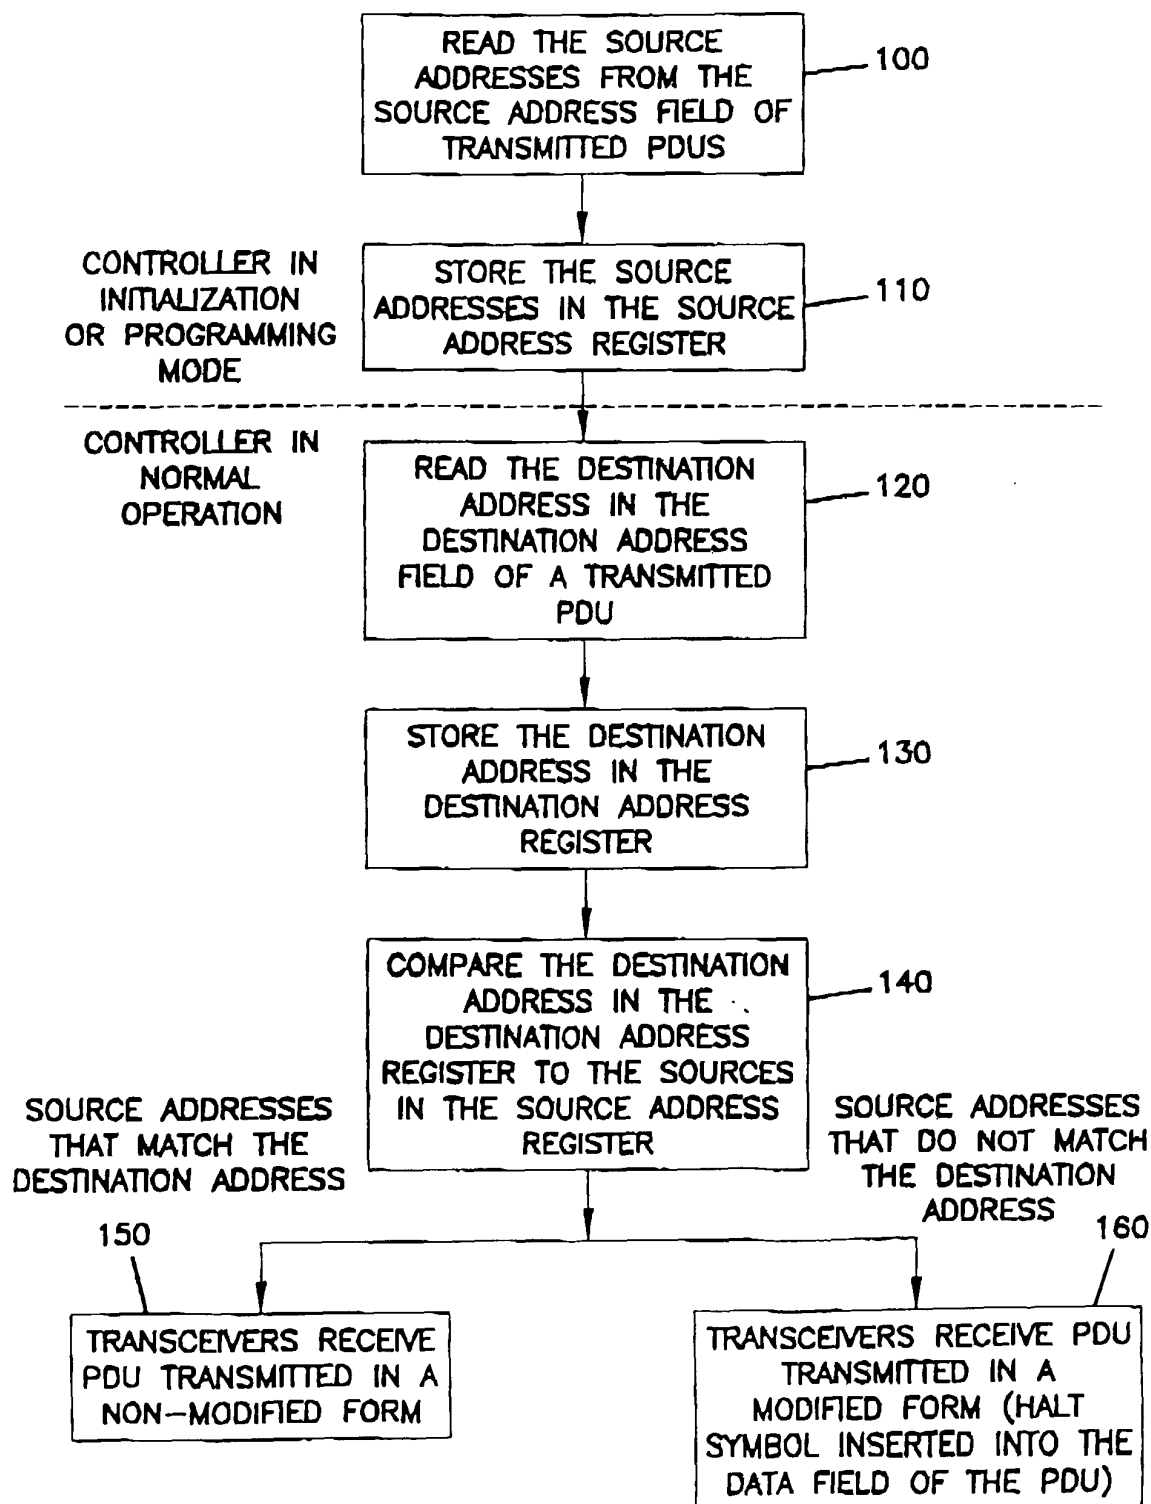 READ THE SOURCE
ADDRESSES FROM THE
SOURCE ADDRESS FIELD OF
TRANSMITTED PDUS
100
CONTROLLER IN
INITIALIZATION
OR PROGRAMMING
MODE
STORE THE SOURCE
ADDRESSES IN THE SOURCE
ADDRESS REGISTER
110
CONTROLLER IN
NORMAL
OPERATION
READ THE DESTINATION
ADDRESS IN THE
DESTINATION ADDRESS
FIELD OF A TRANSMITTED
PDU
120
STORE THE DESTINATION
ADDRESS IN THE
DESTINATION ADDRESS
REGISTER
130
COMPARE THE DESTINATION
ADDRESS IN THE
DESTINATION ADDRESS
REGISTER TO THE SOURCES
IN THE SOURCE ADDRESS
REGISTER
140
SOURCE ADDRESSES
THAT MATCH THE
DESTINATION ADDRESS
SOURCE ADDRESSES
THAT DO NOT MATCH
THE DESTINATION
ADDRESS
150
TRANSCEIVERS RECEIVE
PDU TRANSMITTED IN A
NON-MODIFIED FORM
160
TRANSCEIVERS RECEIVE PDU
TRANSMITTED IN A
MODIFIED FORM (HALT
SYMBOL INSERTED INTO THE
DATA FIELD OF THE PDU)